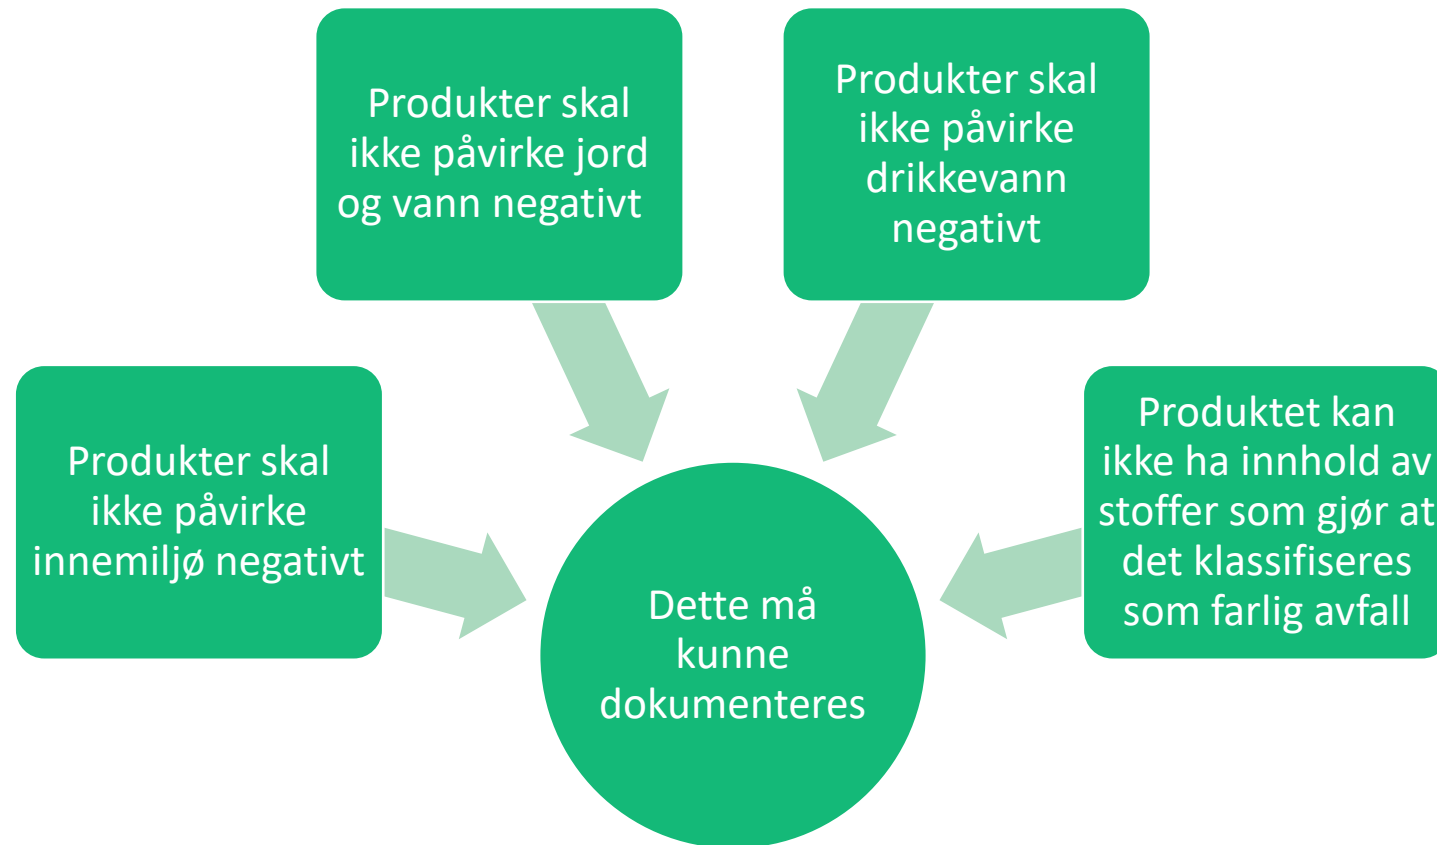 Produkter skal
ikke påvirke jord
og vann negativt
Produkter skal
ikke påvirke
drikkevann
negativt
Produkter skal
ikke påvirke
innemiljø negativt
Produktet kan
ikke ha innhold av
stoffer som gjør at
det klassifiseres
som farlig avfall
Dette må
kunne
dokumenteres